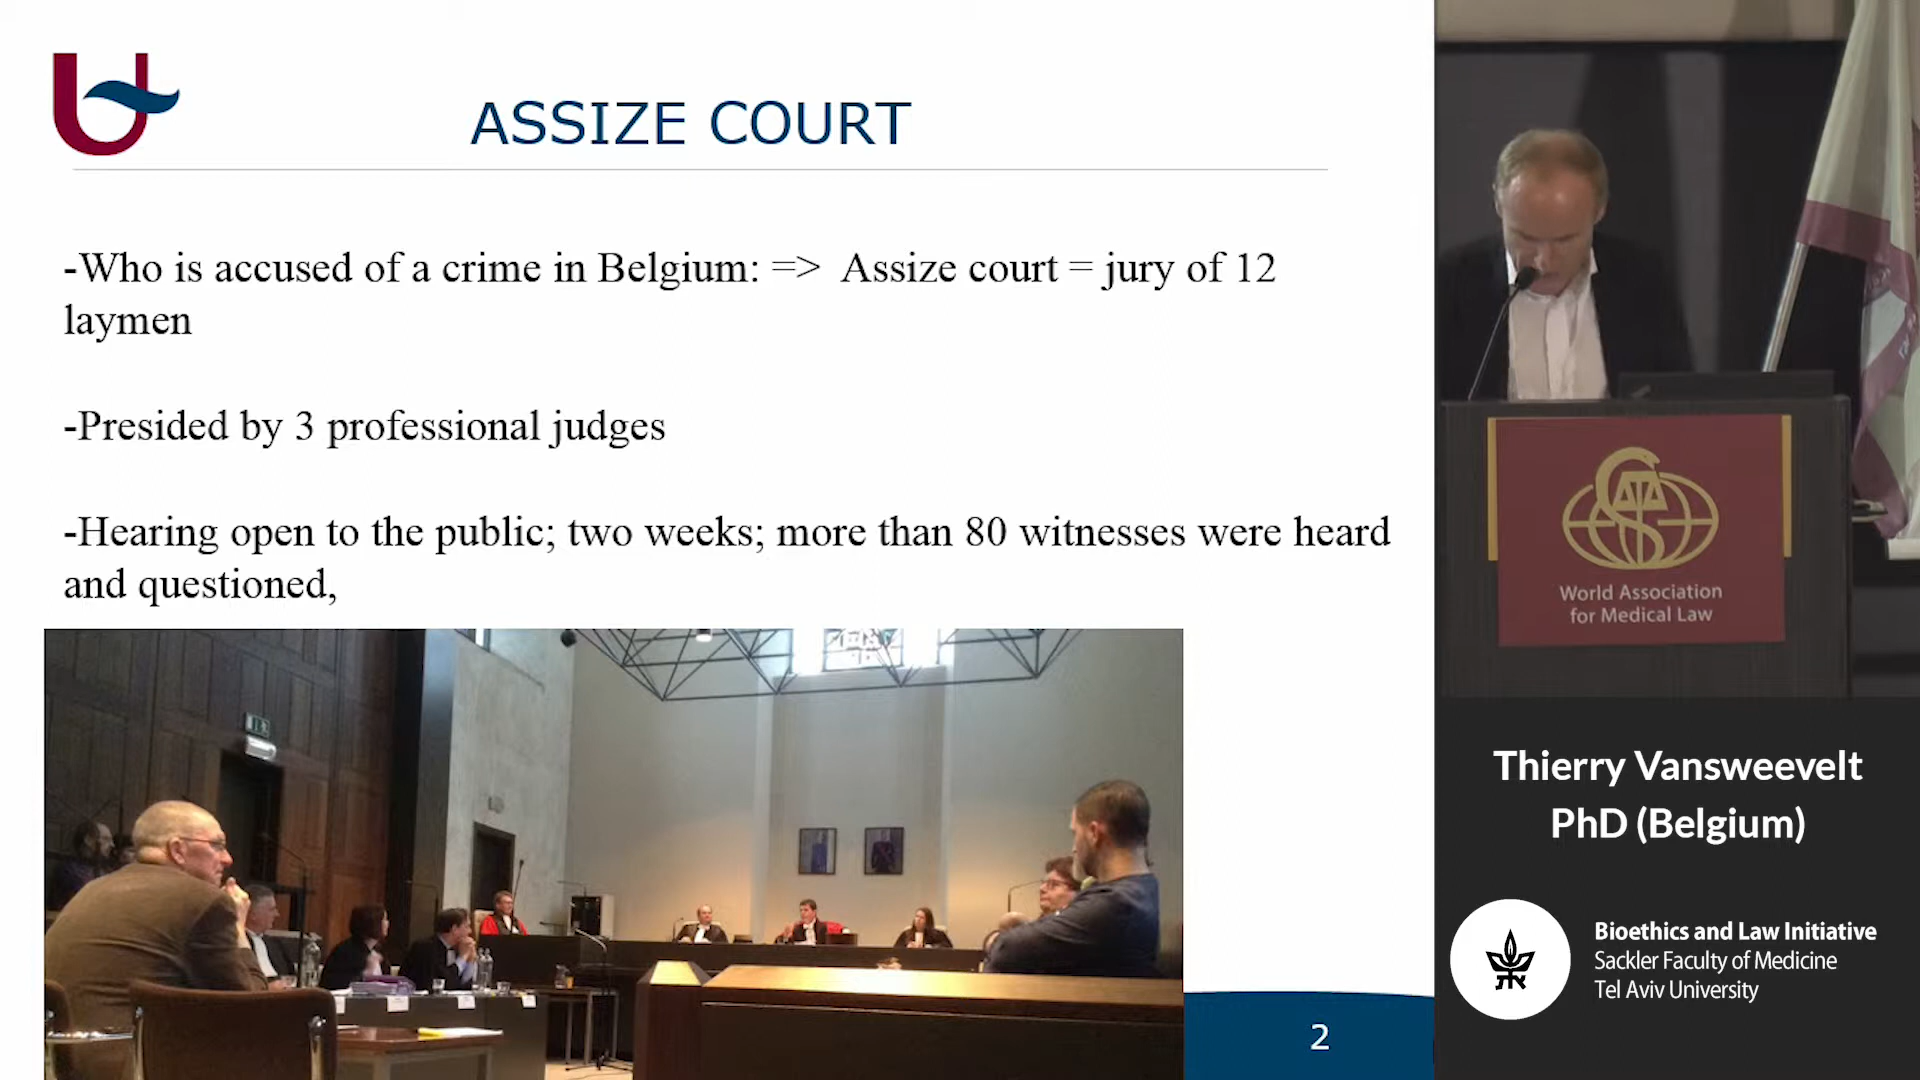 ASSIZE COURT
-Who is accused of a crime in Belgium: => Assize court = jury of 12
laymen
-Presided by 3 professional judges
-Hearing open to the public; two weeks; more than 80 witnesses were heard
and questioned,
2
World Association
for Medical Law
Thierry Vansweevelt
PhD (Belgium)
Bioethics and Law Initiative
Sackler Faculty of Medicine
Tel Aviv University